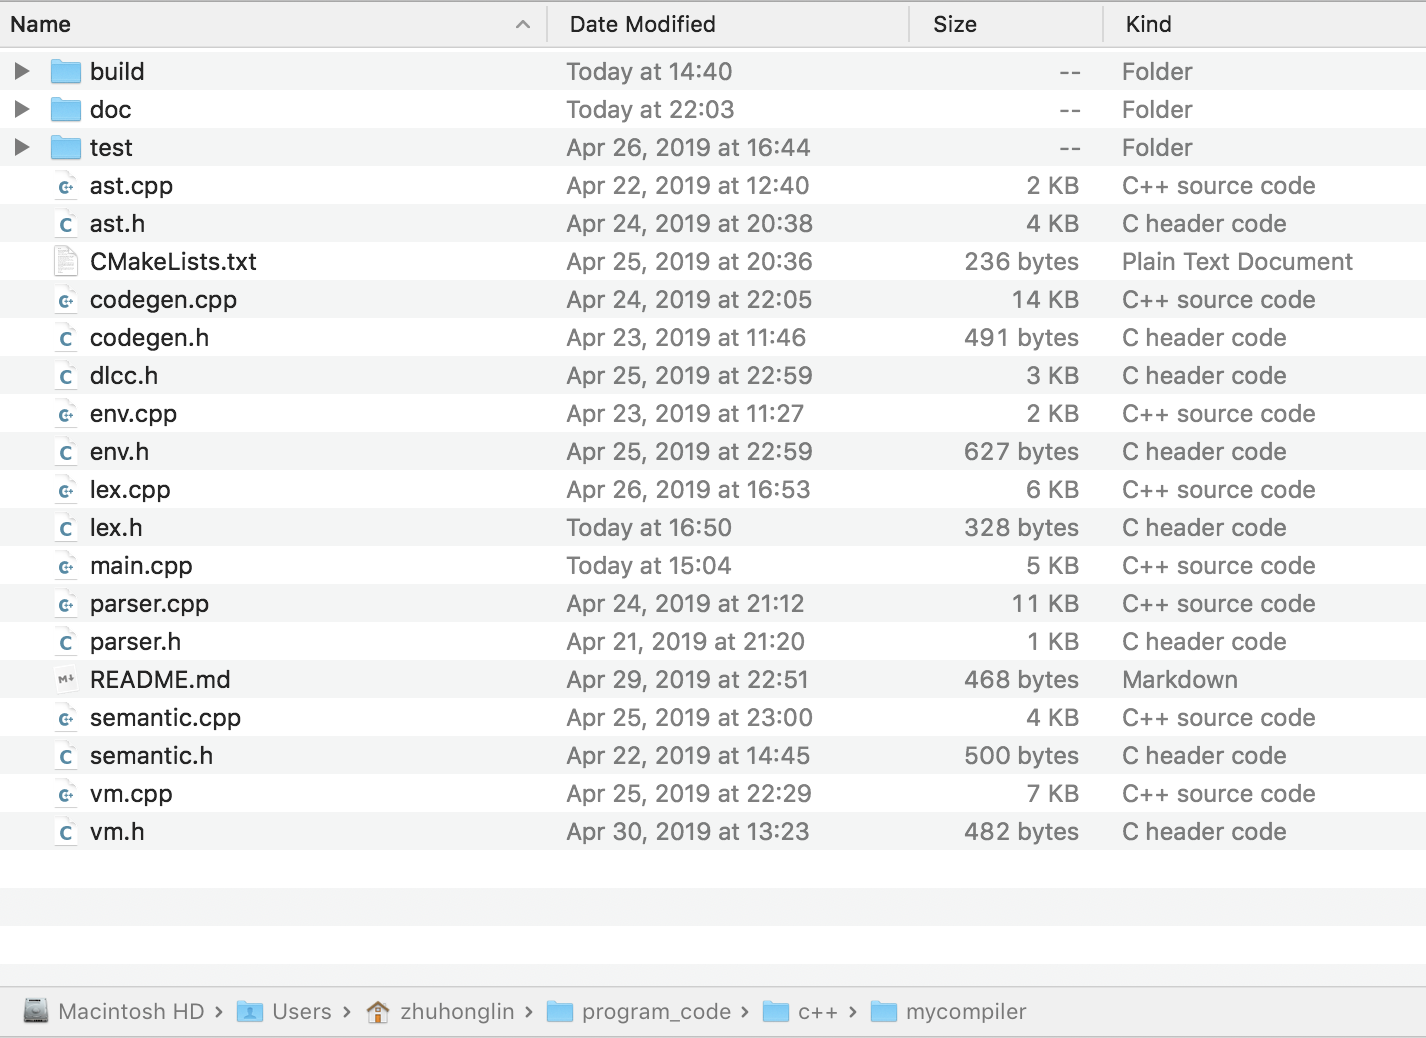 Name Date Modified Size Kind
build Today at 14:40 -- Folder
doc Today at 22:03 -- Folder
test Apr 26, 2019 at 16:44 -- Folder
ast.cpp Apr 22, 2019 at 12:40 2 KB C++ source code
ast.h Apr 24, 2019 at 20:38 4 KB C header code
CMakeLists.txt Apr 25, 2019 at 20:36 236 bytes Plain Text Document
codegen.cpp Apr 24, 2019 at 22:05 14 KB C++ source code
codegen.h Apr 23, 2019 at 11:46 491 bytes C header code
dlcc.h Apr 25, 2019 at 22:59 3 KB C header code
env.cpp Apr 23, 2019 at 11:27 2 KB C++ source code
env.h Apr 25, 2019 at 22:59 627 bytes C header code
lex.cpp Apr 26, 2019 at 16:53 6 KB C++ source code
lex.h Today at 16:50 328 bytes C header code
main.cpp Today at 15:04 5 KB C++ source code
parser.cpp Apr 24, 2019 at 21:12 11 KB C++ source code
parser.h Apr 21, 2019 at 21:20 1 KB C header code
README.md Apr 29, 2019 at 22:51 468 bytes Markdown
semantic.cpp Apr 25, 2019 at 23:00 4 KB C++ source code
semantic.h Apr 22, 2019 at 14:45 500 bytes C header code
vm.cpp Apr 25, 2019 at 22:29 7 KB C++ source code
vm.h Apr 30, 2019 at 13:23 482 bytes C header code
Macintosh HD › Users › zhuhonglin › program_code › c++ › mycompiler